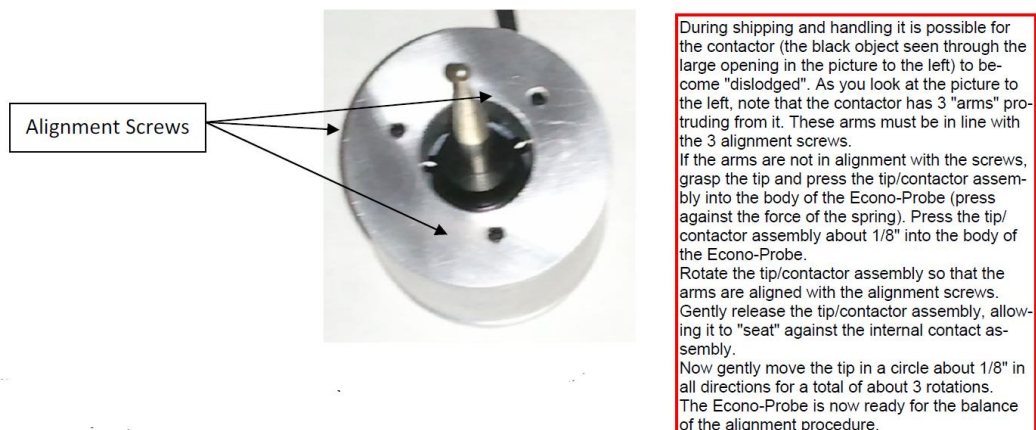 Alignment Screws
During shipping and handling it is possible for
the contactor (the black object seen through the
large opening in the picture to the left) to be-
come "dislodged". As you look at the picture to
the left, note that the contactor has 3 "arms" pro-
truding from it. These arms must be in line with
the 3 alignment screws.
If the arms are not in alignment with the screws,
grasp the tip and press the tip/contactor assem-
bly into the body of the Econo-Probe (press
against the force of the spring). Press the tip/
contactor assembly about 1/8" into the body of
the Econo-Probe.
Rotate the tip/contactor assembly so that the
arms are aligned with the alignment screws.
Gently release the tip/contactor assembly, allow-
ing it to "seat" against the internal contact as-
sembly.
Now gently move the tip in a circle about 1/8" in
all directions for a total of about 3 rotations.
The Econo-Probe is now ready for the balance
of the alignment procedure.